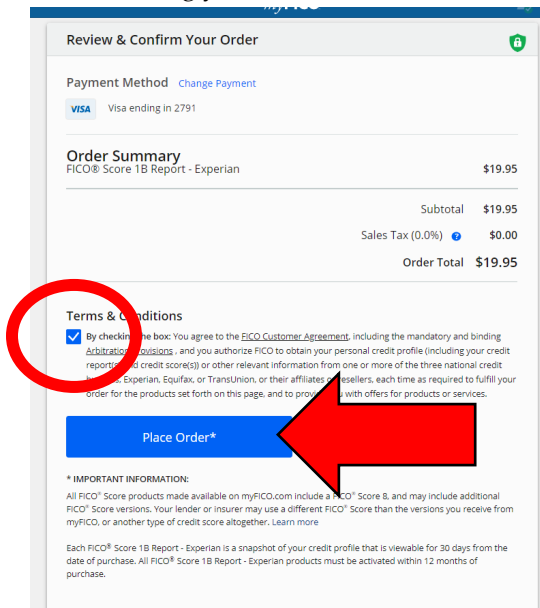 Review & Confirm Your Order
Payment Method Change Payment
VISA Visa ending in 2791
Order Summary
FICO® Score 1B Report - Experian $19.95
Subtotal $19.95
Sales Tax (0.0%) ? $0.00
Order Total $19.95
Terms & Conditions
By checking the box: You agree to the FICO Customer Agreement, including the mandatory and binding
Arbitration Provisions , and you authorize FICO to obtain your personal credit profile (including your credit
report(s) and credit score(s)) or other relevant information from one or more of the three national credit
Experian, Equifax, or TransUnion, or their affiliates or resellers, each time as required to fulfill your
order for the products set forth on this page, and to provide you with offers for products or services.
Place Order*
* IMPORTANT INFORMATION:
All FICO® Score products made available on myFICO.com include a FICO® Score 8, and may include additional
FICO® Score versions. Your lender or insurer may use a different FICO® Score than the versions you receive from
myFICO, or another type of credit score altogether. Learn more
Each FICO® Score 1B Report - Experian is a snapshot of your credit profile that is viewable for 30 days from the
date of purchase. All FICO® Score 1B Report - Experian products must be activated within 12 months of
purchase.